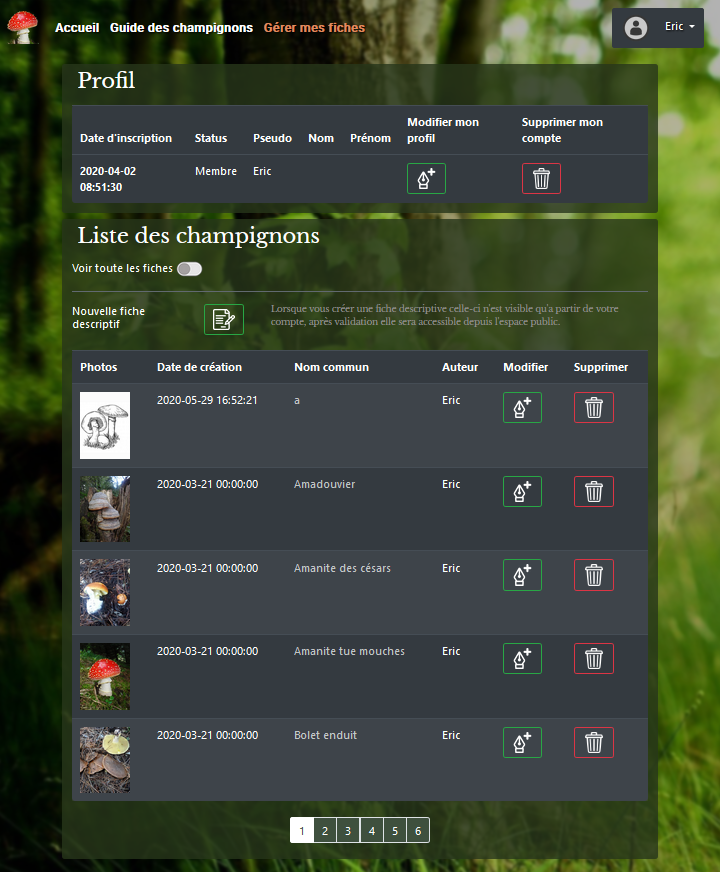 Accueil Guide des champignons Gérer mes fiches Eric
Profil
Date d'inscription Status Pseudo Nom Prénom Modifier mon profil Supprimer mon compte
2020-04-02 08:51:30 Membre Eric
Liste des champignons
Voir toute les fiches
Nouvelle fiche descriptif
Lorsque vous créer une fiche descriptive celle-ci n'est visible qu'a partir de votre
compte, après validation elle sera accessible depuis l'espace public.
Photos Date de création Nom commun Auteur Modifier Supprimer
2020-05-29 16:52:21 a Eric
2020-03-21 00:00:00 Amadouvier Eric
2020-03-21 00:00:00 Amanite des césars Eric
2020-03-21 00:00:00 Amanite tue mouches Eric
2020-03-21 00:00:00 Bolet enduit Eric
1 2 3 4 5 6